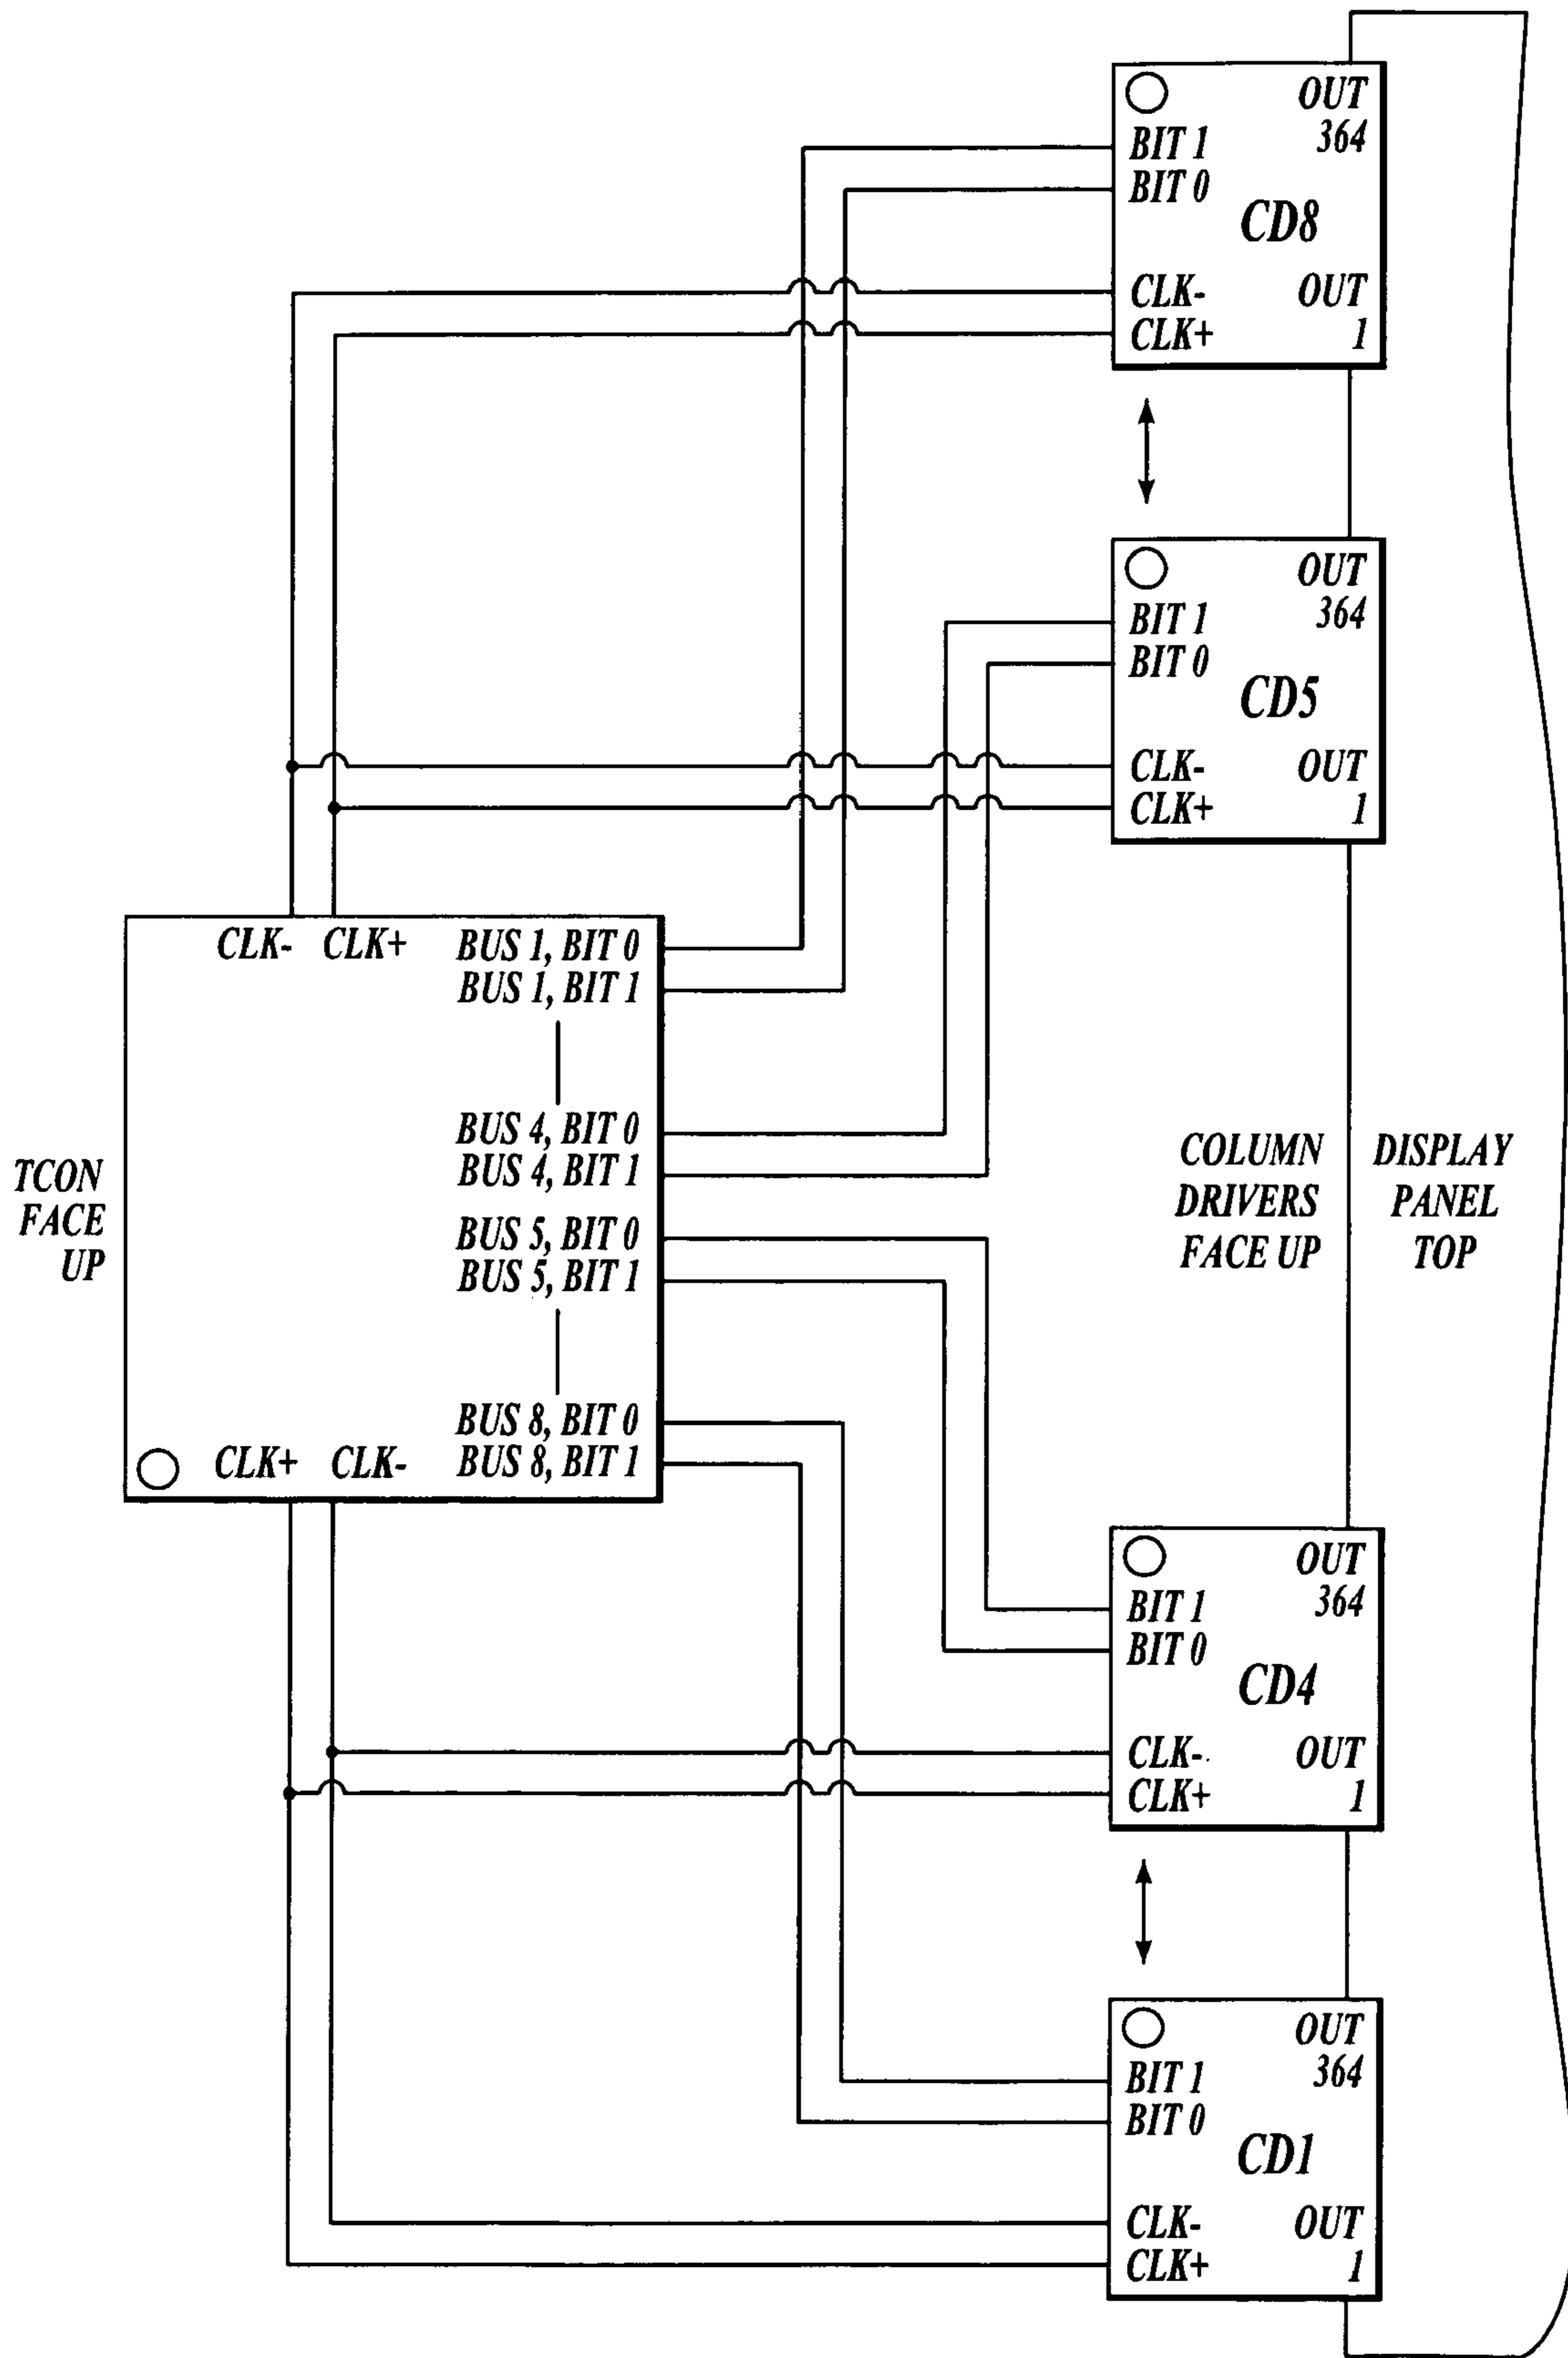 OUT
BIT 1 364
BIT 0
CD8
CLK- OUT
CLK+ 1
OUT
BIT 1 364
BIT 0
CD5
CLK- OUT
CLK+ 1
CLK- CLK+ BUS 1, BIT 0
BUS 1, BIT 1
BUS 4, BIT 0
BUS 4, BIT 1
BUS 5, BIT 0
BUS 5, BIT 1
BUS 8, BIT 0
CLK+ CLK- BUS 8, BIT 1
TCON
FACE
UP
COLUMN
DRIVERS
FACE UP
DISPLAY
PANEL
TOP
OUT
BIT 1 364
BIT 0
CD4
CLK- OUT
CLK+ 1
OUT
BIT 1 364
BIT 0
CD1
CLK- OUT
CLK+ 1